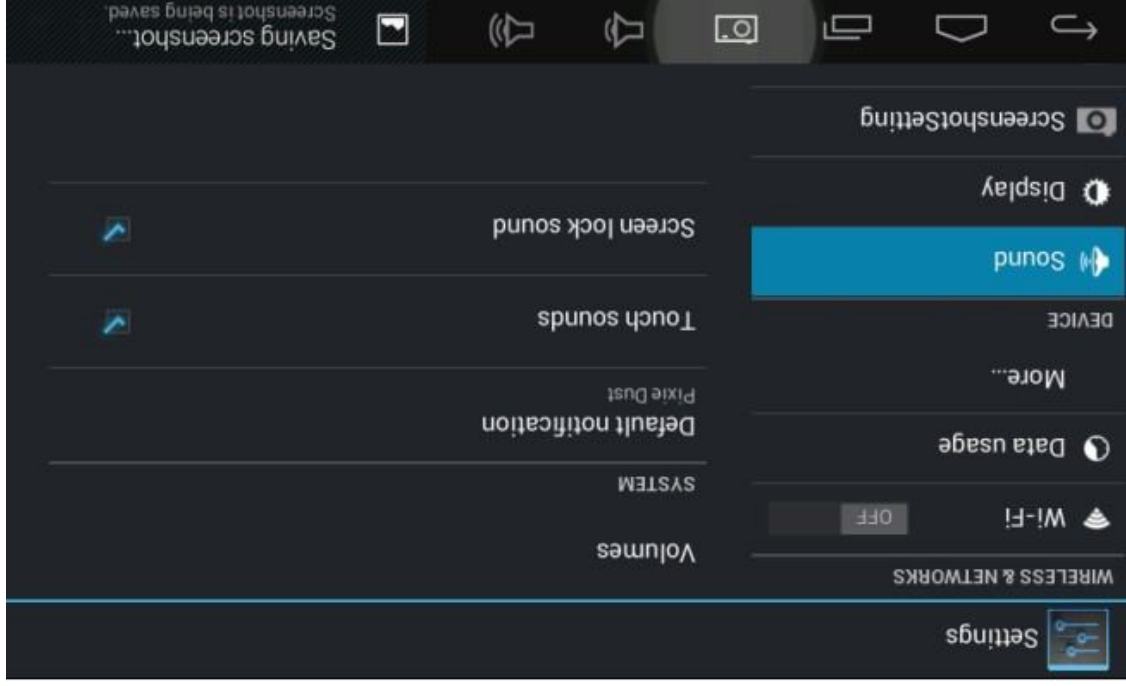 Settings
WIRELESS & NETWORKS
Wi-Fi
OFF
Data usage
More...
DEVICE
Sound
Display
ScreenshotSetting
Volumes
SYSTEM
Default notification
Pixie Dust
Touch sounds
Screen lock sound
Saving screenshot...
Screenshot is being saved.